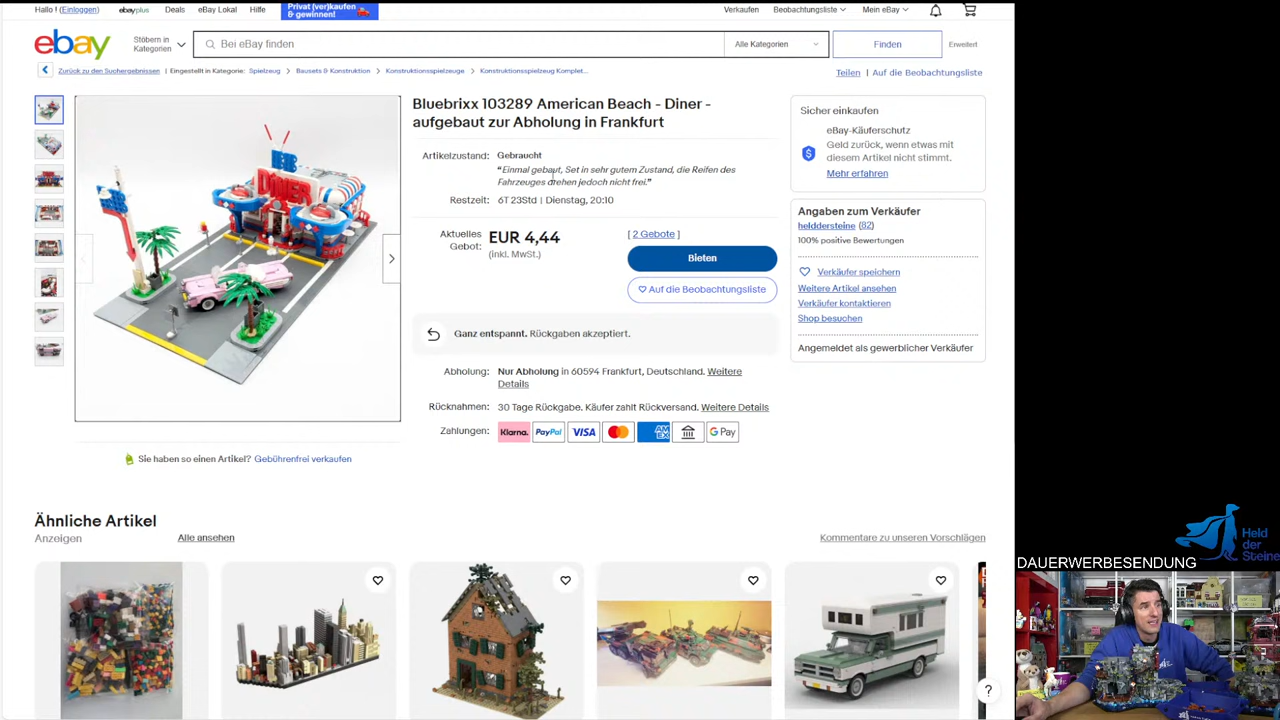 Hallo ! (Einloggen)
ebayplus
Deals
eBay Lokal
Hilfe
Privat (ver)kaufen
& gewinnen!
Verkaufen
Beobachtungsliste
Mein eBay
ebay
Stöbern in
Kategorien
Bei eBay finden
Alle Kategorien
Finden
Erweitert
Zurück zu den Suchergebnissen | Eingestellt in Kategorie: Spielzeug > Bausets & Konstruktion > Konstruktionsspielzeuge > Konstruktionsspielzeug Komplet...
Teilen | Auf die Beobachtungsliste
Bluebrixx 103289 American Beach - Diner -
aufgebaut zur Abholung in Frankfurt
Artikelzustand: Gebraucht
"Einmal gebaut, Set in sehr gutem Zustand, die Reifen des
Fahrzeuges drehen jedoch nicht frei."
Restzeit: 6T 23Std | Dienstag, 20:10
Aktuelles
Gebot:
EUR 4,44
(inkl. MwSt.)
[ 2 Gebote ]
Bieten
Auf die Beobachtungsliste
Ganz entspannt. Rückgaben akzeptiert.
Abholung: Nur Abholung in 60594 Frankfurt, Deutschland. Weitere
Details
Rücknahmen: 30 Tage Rückgabe. Käufer zahlt Rückversand. Weitere Details
Zahlungen: Klarna. PayPal VISA AMEX G Pay
Sicher einkaufen
eBay-Käuferschutz
Geld zurück, wenn etwas mit
diesem Artikel nicht stimmt.
Mehr erfahren
Angaben zum Verkäufer
helddersteine (82)
100% positive Bewertungen
Verkäufer speichern
Weitere Artikel ansehen
Verkäufer kontaktieren
Shop besuchen
Angemeldet als gewerblicher Verkäufer
DINER
Sie haben so einen Artikel? Gebührenfrei verkaufen
Ähnliche Artikel
Anzeigen
Alle ansehen
Kommentare zu unseren Vorschlägen
?
Held
der
Steine
DAUERWERBESENDUNG